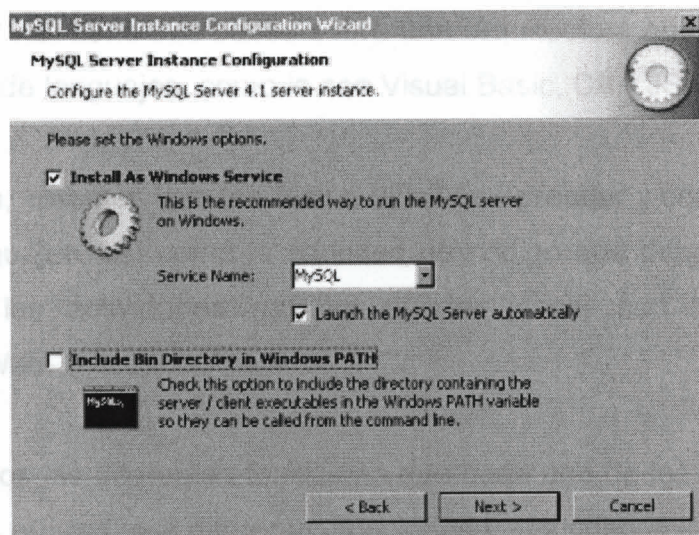 MySQL Server Instance Configuration Wizard
MySQL Server Instance Configuration
Configure the MySQL Server 4.1 server instance.
Please set the Windows options.
Install As Windows Service
This is the recommended way to run the MySQL server
on Windows.
Service Name:
MySQL
Launch the MySQL Server automatically
Include Bin Directory in Windows PATH
Check this option to include the directory containing the
server / client executables in the Windows PATH variable
so they can be called from the command line.
< Back
Next >
Cancel